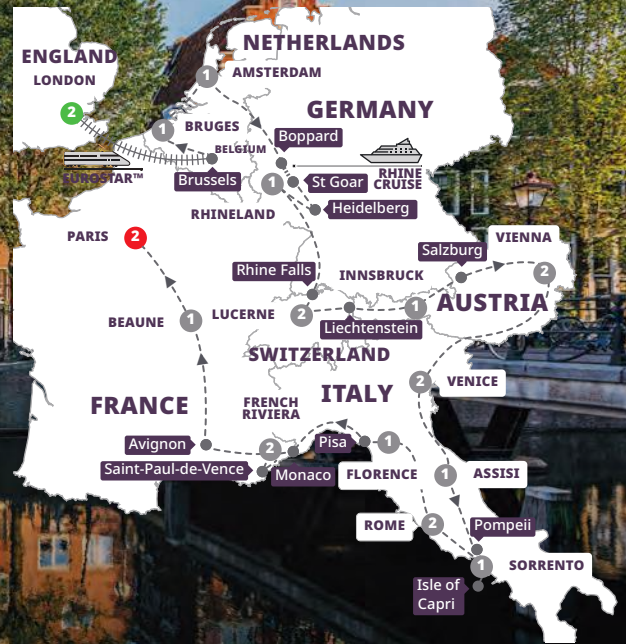 NETHERLANDS
ENGLAND
LONDON
2
1
AMSTERDAM
GERMANY
1
BRUGES
BELGIUM
Boppard
EUROSTAR™
Brussels
1
St Goar
RHINE
CRUISE
RHINELAND
Heidelberg
PARIS
2
Salzburg
VIENNA
2
Rhine Falls
INNSBRUCK
BEAUNE
1
LUCERNE
2
1
AUSTRIA
Liechtenstein
SWITZERLAND
2
VENICE
FRANCE
FRENCH
RIVIERA
ITALY
Avignon
2
Pisa
1
Saint-Paul-de-Vence
Monaco
FLORENCE
1
ASSISI
ROME
2
Pompeii
1
SORRENTO
Isle of
Capri